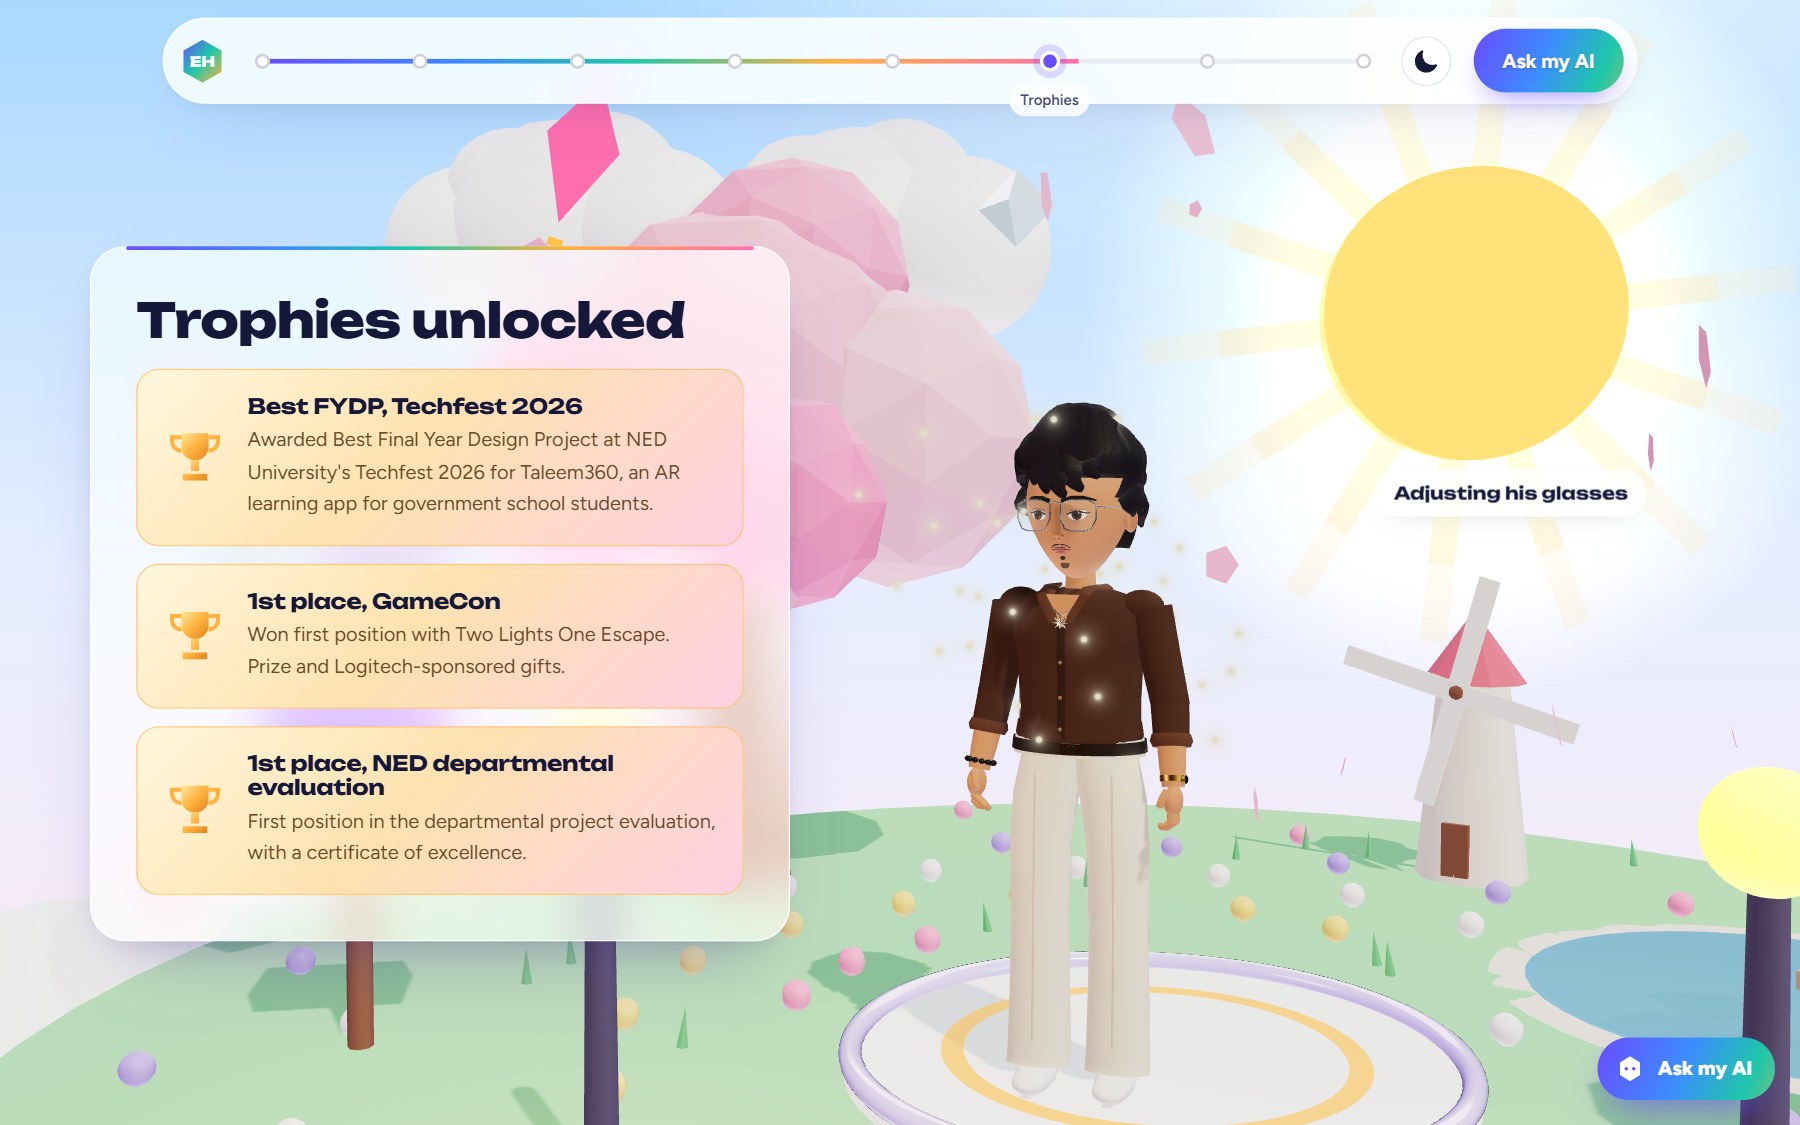 EH
Ask my AI
Trophies
Trophies unlocked
Best FYDP, Techfest 2026
Awarded Best Final Year Design Project at NED
University's Techfest 2026 for Taleem360, an AR
learning app for government school students.
1st place, GameCon
Won first position with Two Lights One Escape.
Prize and Logitech-sponsored gifts.
1st place, NED departmental
evaluation
First position in the departmental project evaluation,
with a certificate of excellence.
Adjusting his glasses
Ask my AI